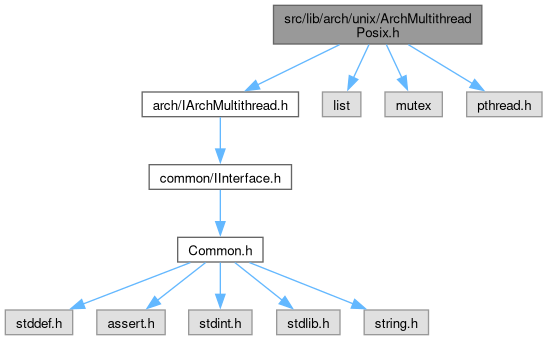 src/lib/arch/unix/ArchMultithread
Posix.h
arch/IArchMultithread.h
list
mutex
pthread.h
common/IInterface.h
Common.h
stddef.h
assert.h
stdint.h
stdlib.h
string.h